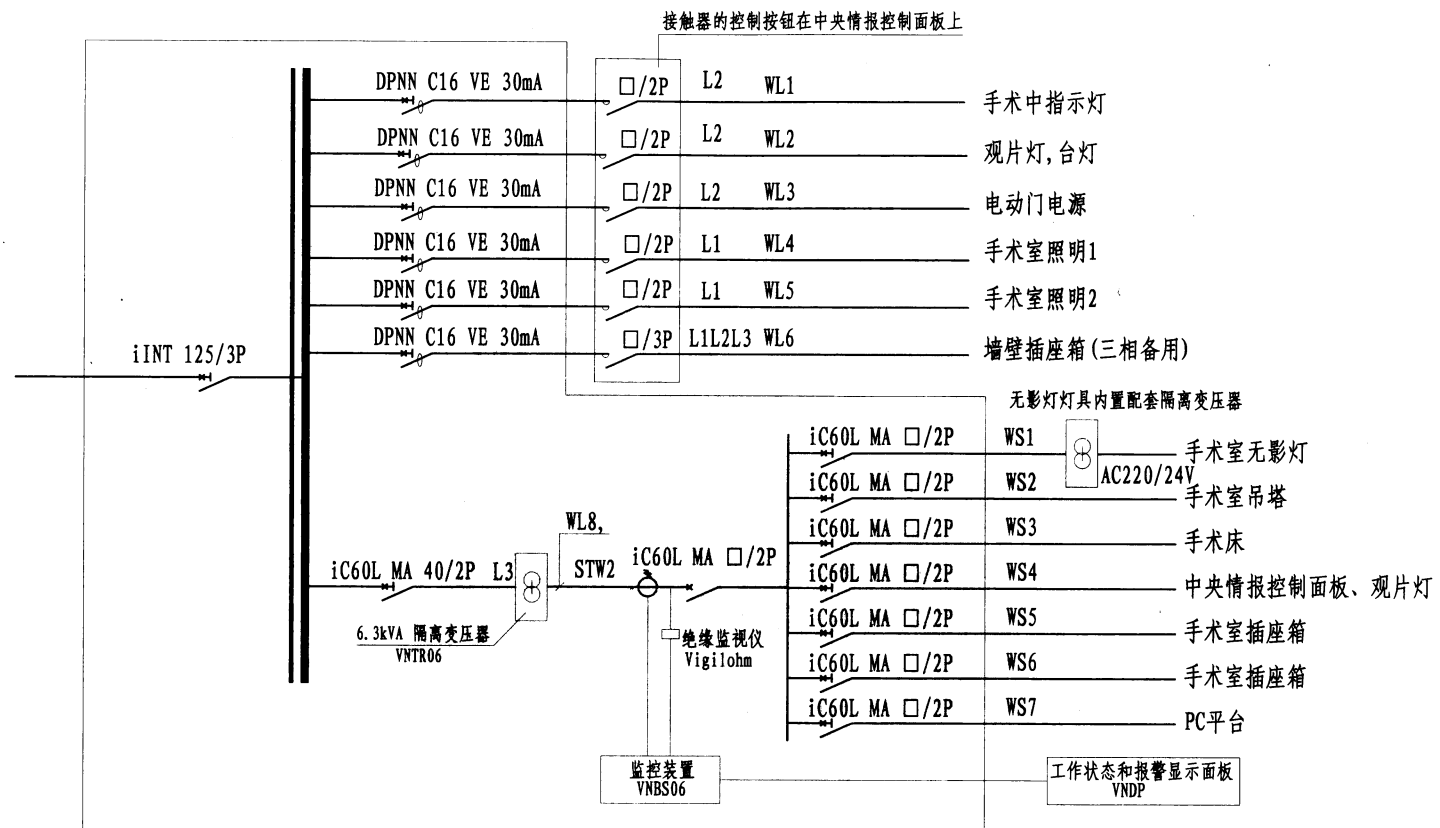 接触器的控制按钮在中央情报控制面板上
DPNN C16 VE 30mA □/2P L2 WL1 手术中指示灯
DPNN C16 VE 30mA □/2P L2 WL2 观片灯,台灯
DPNN C16 VE 30mA □/2P L2 WL3 电动门电源
DPNN C16 VE 30mA □/2P L1 WL4 手术室照明1
DPNN C16 VE 30mA □/2P L1 WL5 手术室照明2
DPNN C16 VE 30mA □/3P L1L2L3 WL6 墙壁插座箱(三相备用)
iINT 125/3P
无影灯灯具内置配套隔离变压器
iC60L MA □/2P WS1 手术室无影灯
AC220/24V
iC60L MA □/2P WS2 手术室吊塔
iC60L MA □/2P WS3 手术床
WL8,
iC60L MA 40/2P L3 STW2 iC60L MA □/2P
iC60L MA □/2P WS4 中央情报控制面板、观片灯
iC60L MA □/2P WS5 手术室插座箱
6.3kVA 隔离变压器
VNTR06
绝缘监视仪
Vigilohm
iC60L MA □/2P WS6 手术室插座箱
iC60L MA □/2P WS7 PC平台
监控装置
VNBS06
工作状态和报警显示面板
VNDP